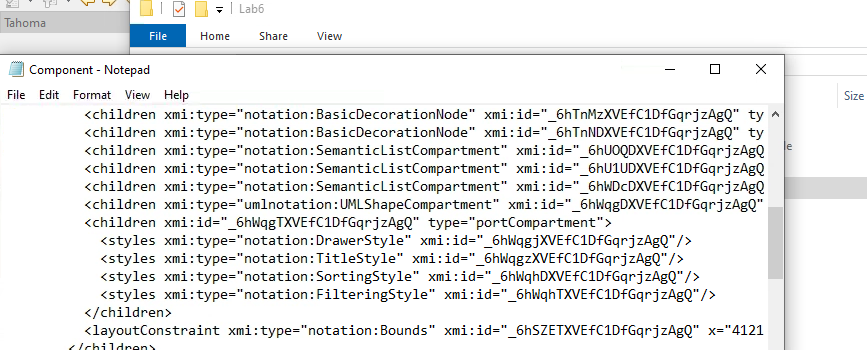 Lab6
Tahoma
File Home Share View
Component - Notepad
File Edit Format View Help
Size
<children xmi:type="notation:BasicDecorationNode" xmi:id="_6hTnMzXVEfC1DfGqrjzAgQ" ty
<children xmi:type="notation:BasicDecorationNode" xmi:id="_6hTnNDXVEfC1DfGqrjzAgQ" ty
<children xmi:type="notation:SemanticListCompartment" xmi:id="_6hUOQDXVEfC1DfGqrjzAgQ
<children xmi:type="notation:SemanticListCompartment" xmi:id="_6hU1UDXVEfC1DfGqrjzAgQ
<children xmi:type="notation:SemanticListCompartment" xmi:id="_6hWDcDXVEfC1DfGqrjzAgQ
<children xmi:type="umlnotation:UMLShapeCompartment" xmi:id="_6hWqgDXVEfC1DfGqrjzAgQ"
<children xmi:id="_6hWqgTXVEfC1DfGqrjzAgQ" type="portCompartment">
<styles xmi:type="notation:DrawerStyle" xmi:id="_6hWqgjXVEfC1DfGqrjzAgQ"/>
<styles xmi:type="notation:TitleStyle" xmi:id="_6hWqgzXVEfC1DfGqrjzAgQ"/>
<styles xmi:type="notation:SortingStyle" xmi:id="_6hWqhDXVEfC1DfGqrjzAgQ"/>
<styles xmi:type="notation:FilteringStyle" xmi:id="_6hWqhTXVEfC1DfGqrjzAgQ"/>
</children>
<layoutConstraint xmi:type="notation:Bounds" xmi:id="_6hSZETXVEfC1DfGqrjzAgQ" x="4121
</children>